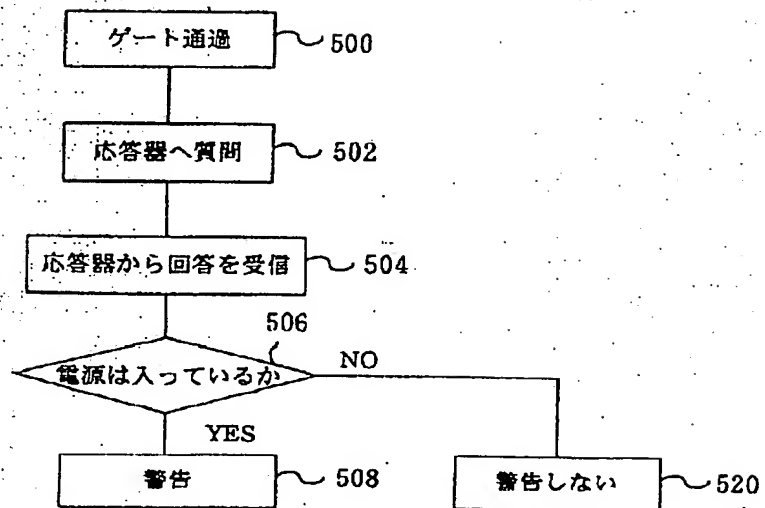 ゲート通過
500
応答器へ質問
502
応答器から回答を受信
504
506
電源は入っているか
NO
YES
警告
508
警告しない
520